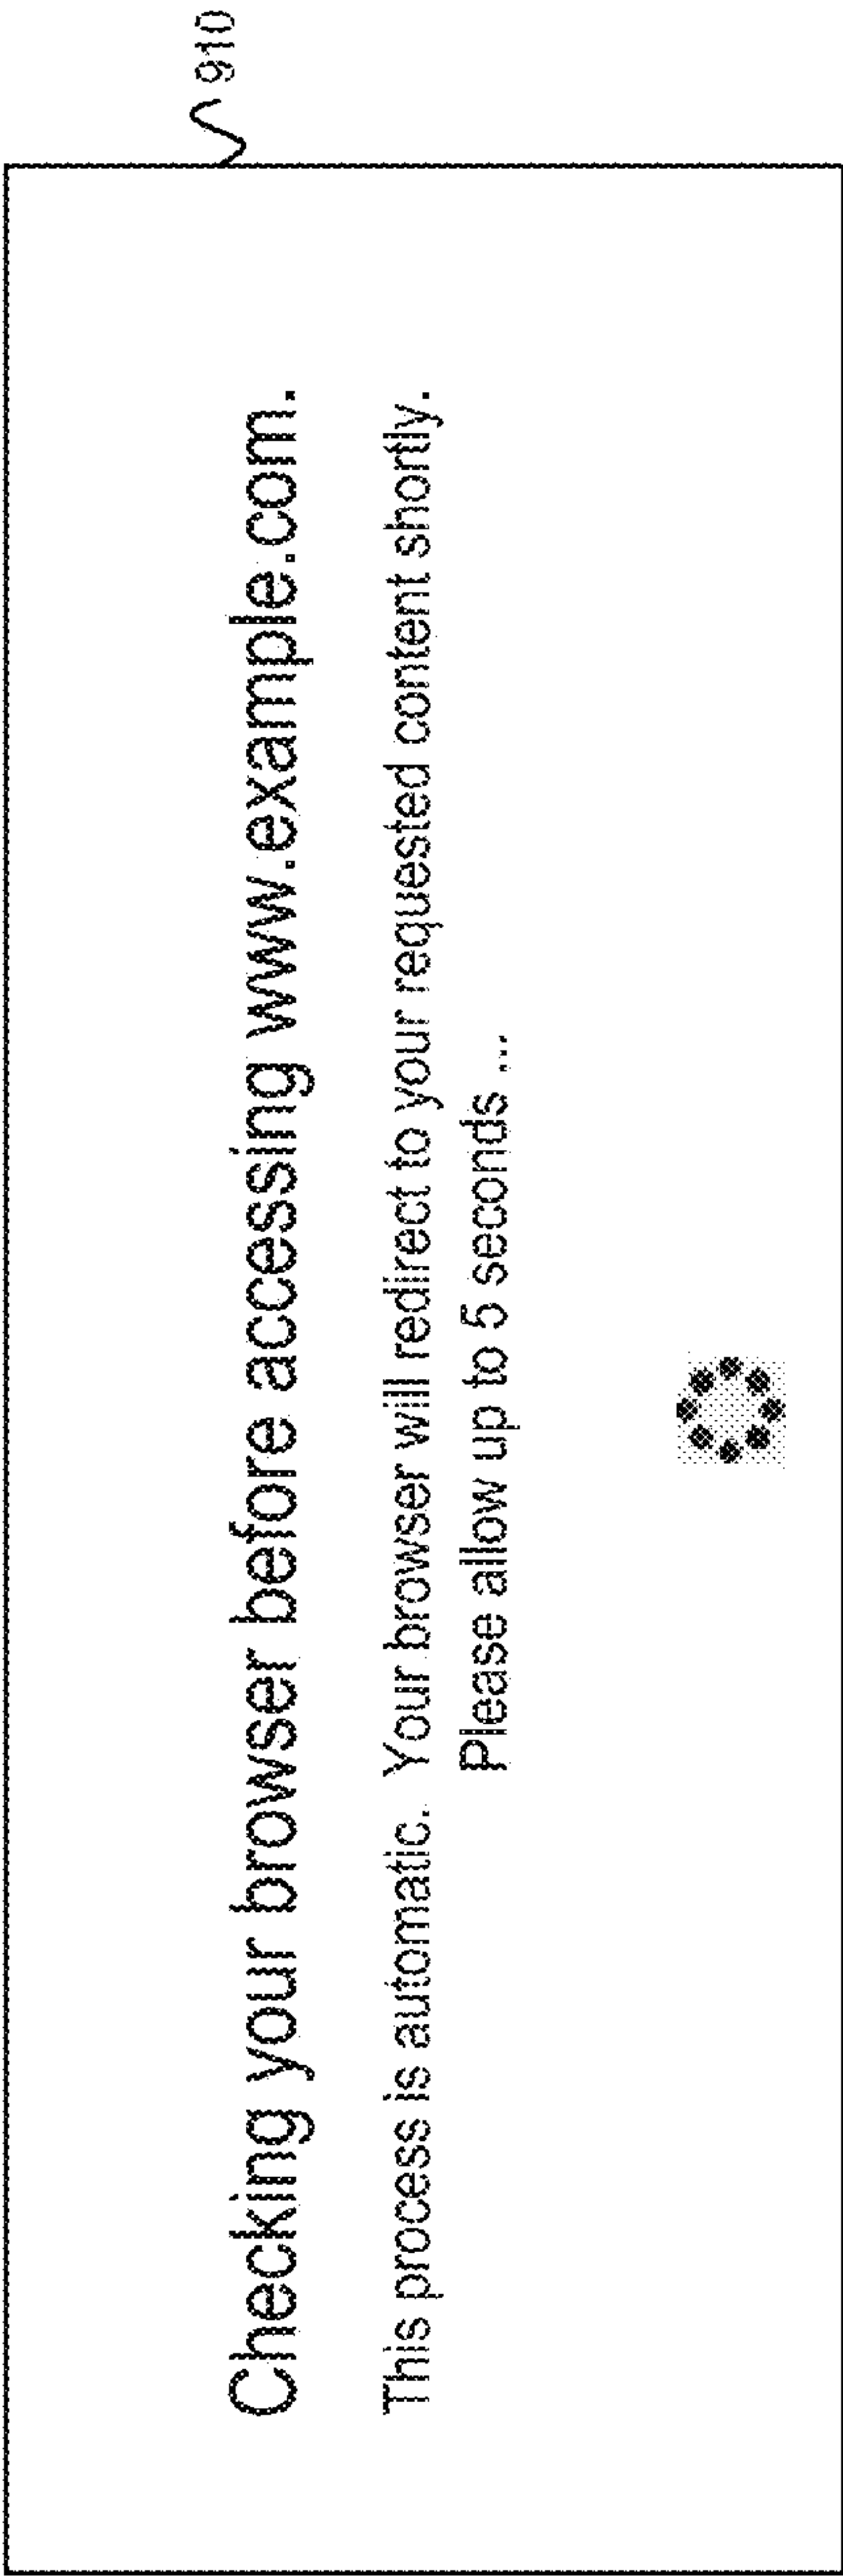 910
Checking your browser before accessing www.example.com.
This process is automatic. Your browser will redirect to your requested content shortly.
Please allow up to 5 seconds ...